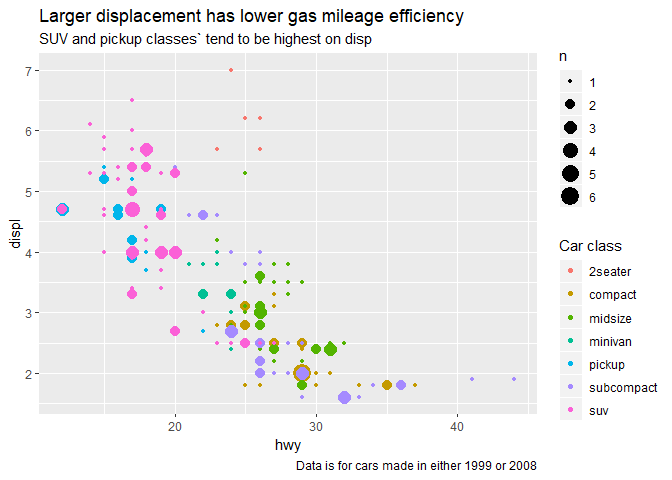 Larger displacement has lower gas mileage efficiency
SUV and pickup classes` tend to be highest on disp
7
6
5
4
3
2
displ
20
30
40
hwy
Data is for cars made in either 1999 or 2008
n
1
2
3
4
5
6
Car class
2seater
compact
midsize
minivan
pickup
subcompact
suv